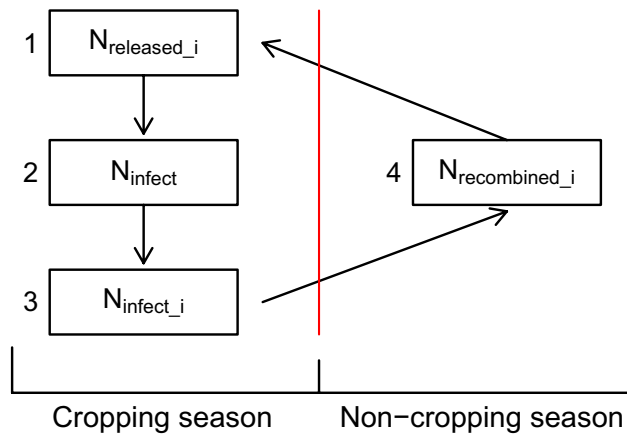 1 N_released_i
2 N_infect
4 N_recombined_i
3 N_infect_i
Cropping season Non−cropping season